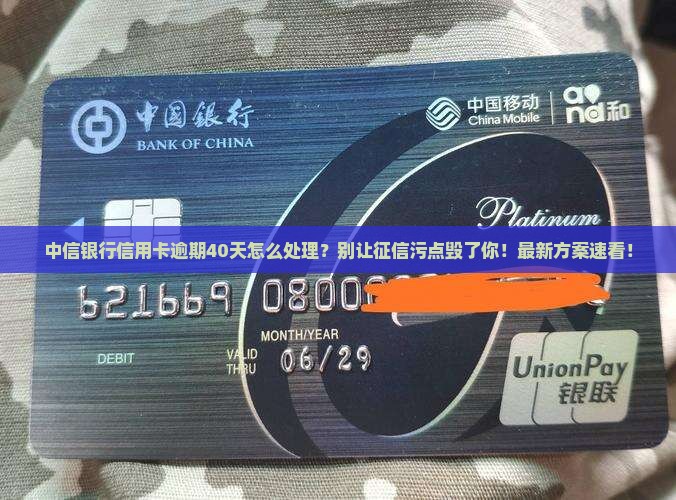 中国银行
BANK OF CHINA
中国移动
China Mobile
and和
Platinum
中信银行信用卡逾期40天怎么处理？别让征信污点毁了你！最新方案速看！
621669 0800
MONTH/YEAR
DEBIT
VALID
THRU
06/29
UnionPay
银联